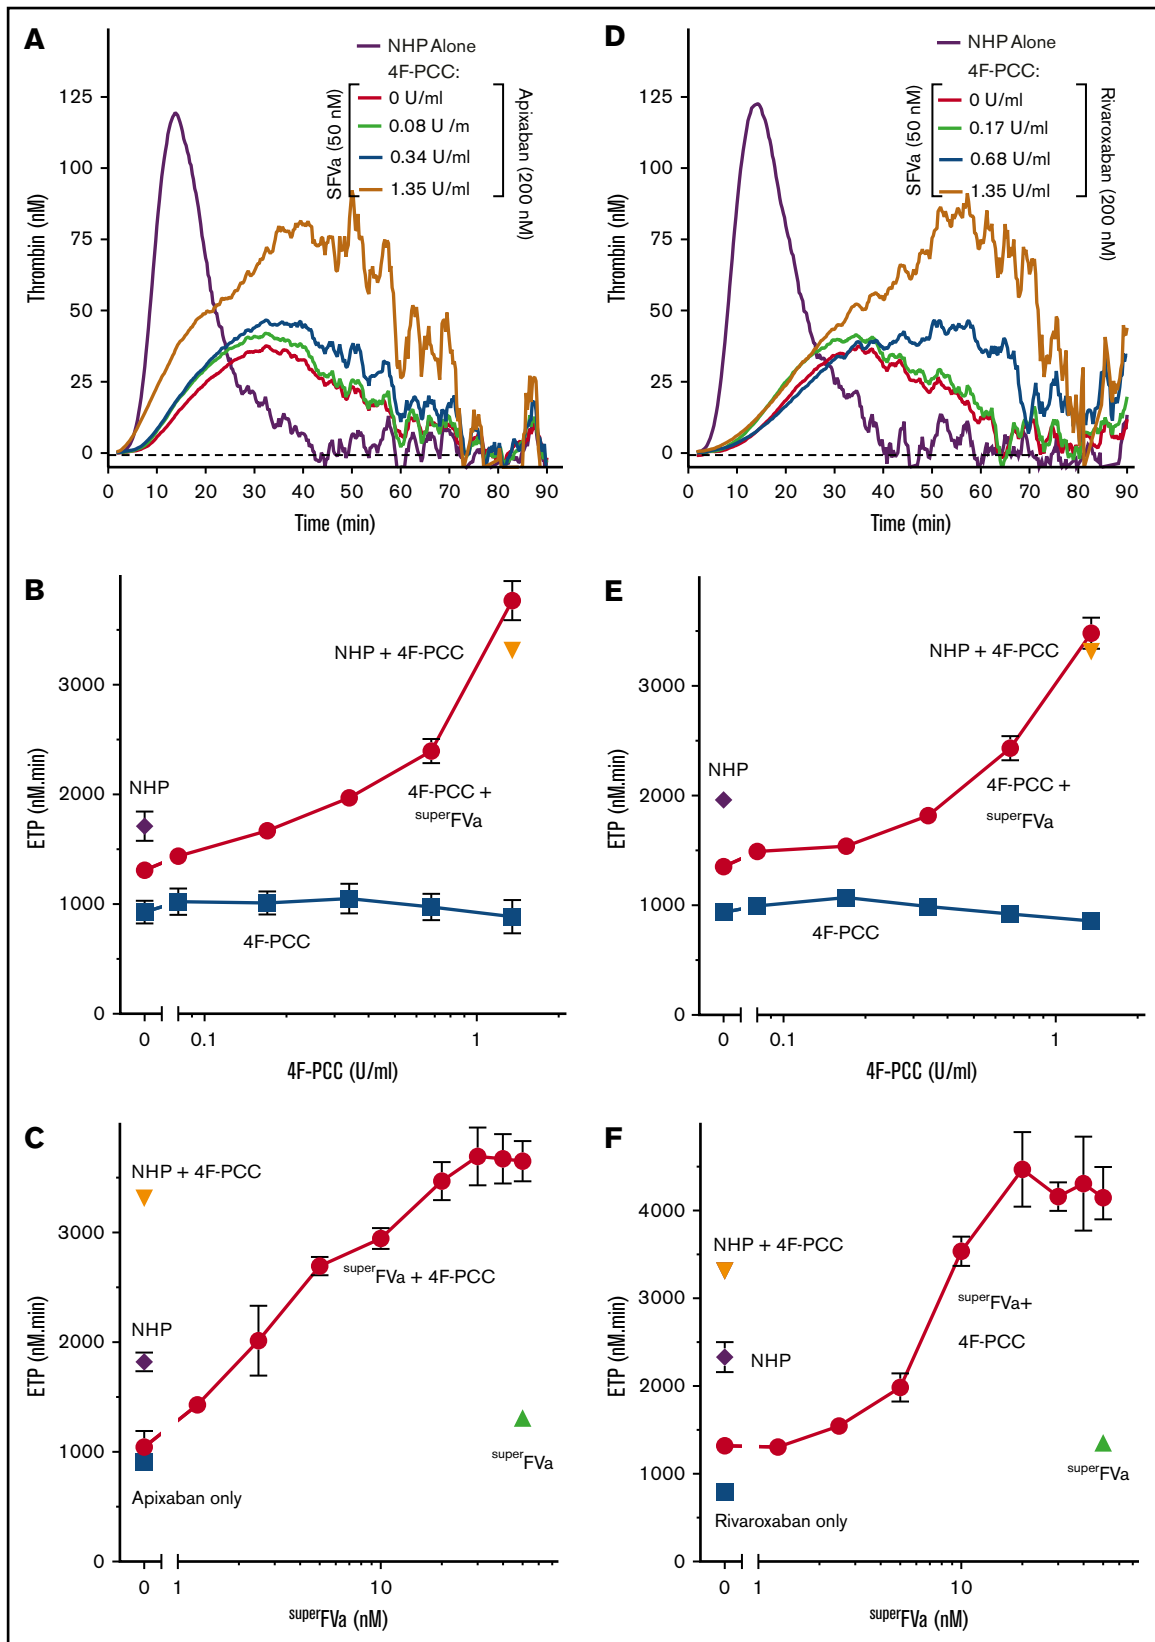 A
NHP Alone
4F-PCC:
0 U/ml
0.08 U /m
0.34 U/ml
1.35 U/ml
SFVa (50 nM)
Apixaban (200 nM)
Thrombin (nM)
125
100
75
50
25
0
0 10 20 30 40 50 60 70 80 90
Time (min)
D
NHP Alone
4F-PCC:
0 U/ml
0.17 U/ml
0.68 U/ml
1.35 U/ml
SFVa (50 nM)
Rivaroxaban (200 nM)
Thrombin (nM)
125
100
75
50
25
0
0 10 20 30 40 50 60 70 80 90
Time (min)
B
NHP + 4F-PCC
NHP
4F-PCC +
superFVa
4F-PCC
ETP (nM.min)
3000
2000
1000
0
0 0.1 1
4F-PCC (U/ml)
E
NHP + 4F-PCC
NHP
4F-PCC +
superFVa
4F-PCC
ETP (nM.min)
3000
2000
1000
0
0 0.1 1
4F-PCC (U/ml)
C
NHP + 4F-PCC
superFVa + 4F-PCC
NHP
superFVa
Apixaban only
ETP (nM.min)
3000
2000
1000
0
0 1 10
superFVa (nM)
F
NHP + 4F-PCC
superFVa+
4F-PCC
NHP
superFVa
Rivaroxaban only
ETP (nM.min)
4000
3000
2000
1000
0
0 1 10
superFVa (nM)